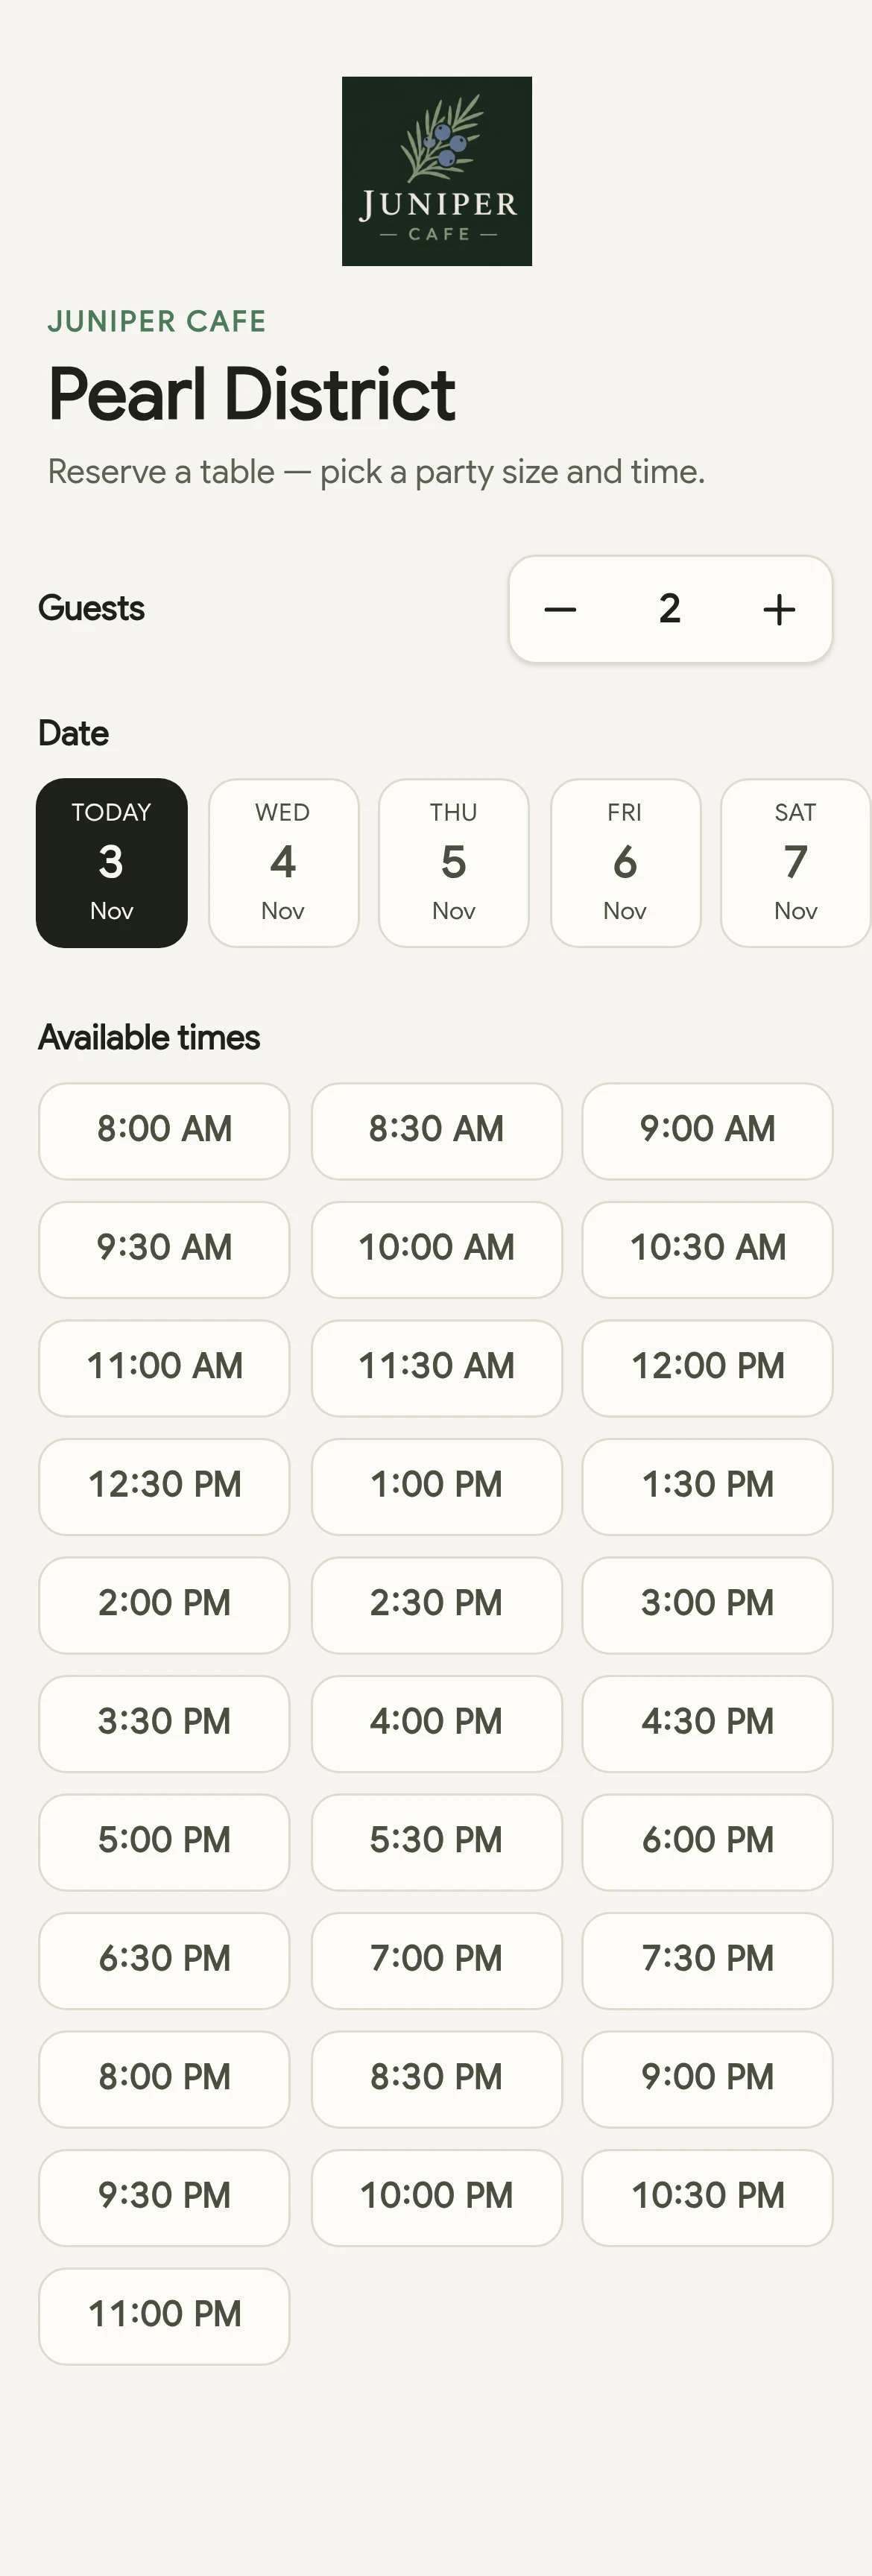 JUNIPER
— CAFE —
JUNIPER CAFE
Pearl District
Reserve a table — pick a party size and time.
Guests − 2 +
Date
TODAY WED THU FRI SAT
3 4 5 6 7
Nov Nov Nov Nov Nov
Available times
8:00 AM 8:30 AM 9:00 AM
9:30 AM 10:00 AM 10:30 AM
11:00 AM 11:30 AM 12:00 PM
12:30 PM 1:00 PM 1:30 PM
2:00 PM 2:30 PM 3:00 PM
3:30 PM 4:00 PM 4:30 PM
5:00 PM 5:30 PM 6:00 PM
6:30 PM 7:00 PM 7:30 PM
8:00 PM 8:30 PM 9:00 PM
9:30 PM 10:00 PM 10:30 PM
11:00 PM